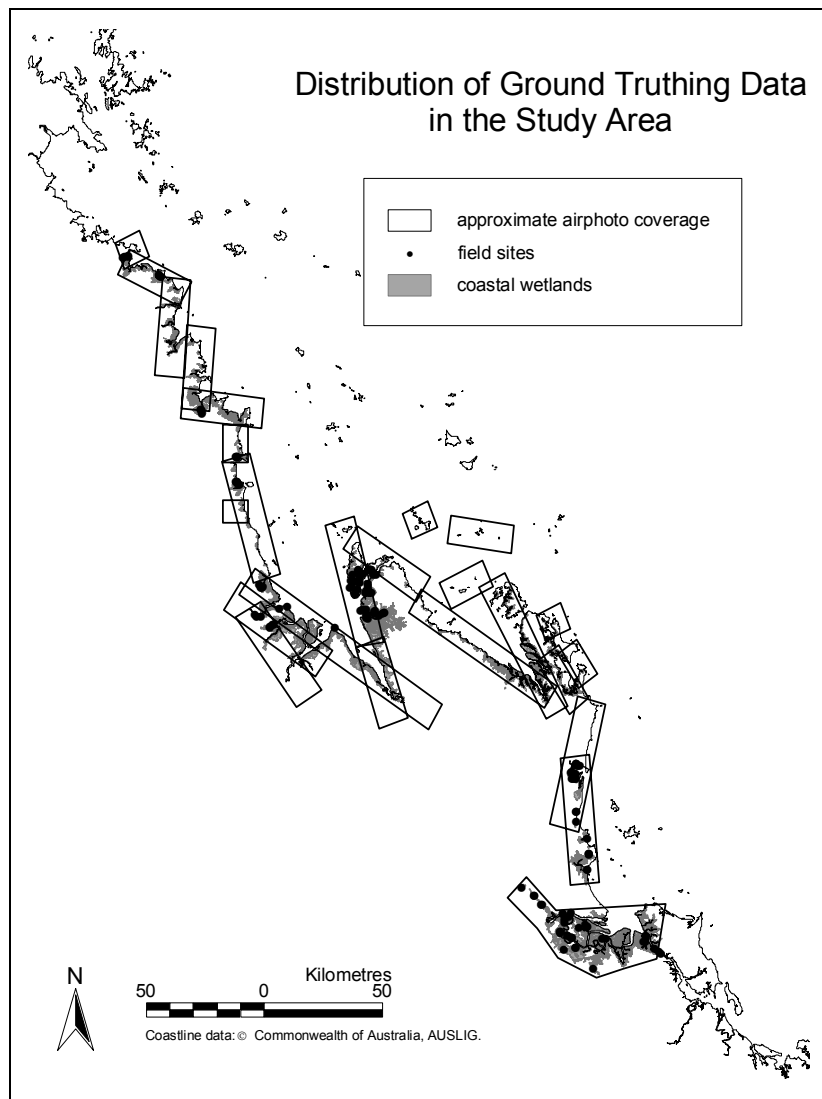 Distribution of Ground Truthing Data
in the Study Area
approximate airphoto coverage
field sites
coastal wetlands
N
Kilometres
50 0 50
Coastline data: © Commonwealth of Australia, AUSLIG.